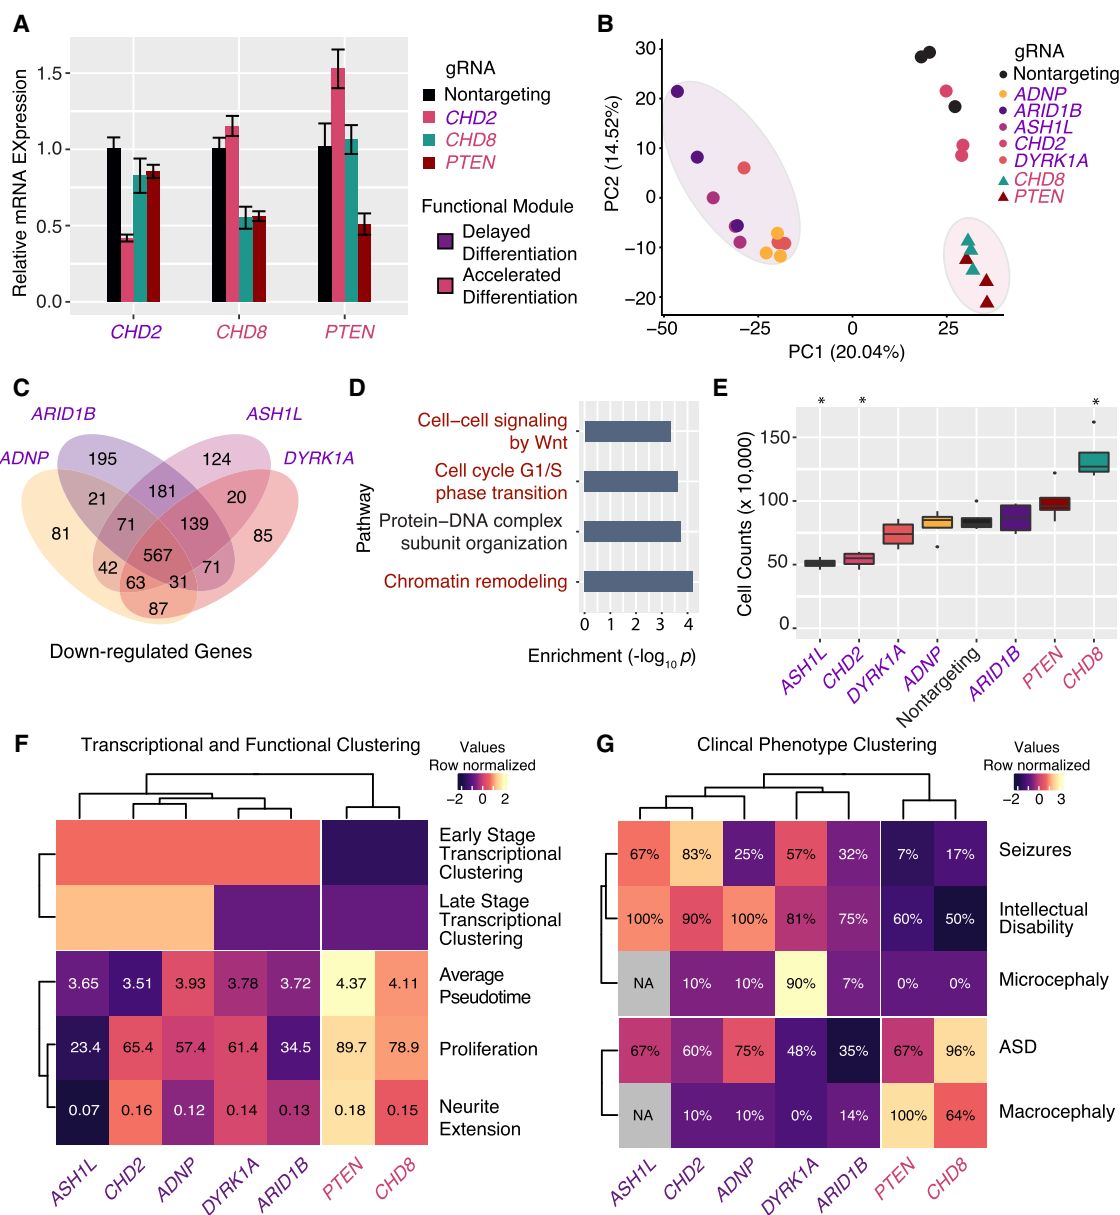 A
Relative mRNA Expression
1.5
1.0
0.5
0.0
CHD2
CHD8
PTEN
gRNA
Nontargeting
CHD2
CHD8
PTEN
Functional Module
Delayed
Differentiation
Accelerated
Differentiation
B
PC2 (14.52%)
30
20
10
0
−10
−20
−50
−25
0
25
PC1 (20.04%)
gRNA
Nontargeting
ADNP
ARID1B
ASH1L
CHD2
DYRK1A
CHD8
PTEN
C
ARID1B
ASH1L
ADNP
DYRK1A
195
124
21
181
20
81
71
139
85
567
42
71
63
31
87
Down-regulated Genes
D
Pathway
Cell−cell signaling
by Wnt
Cell cycle G1/S
phase transition
Protein−DNA complex
subunit organization
Chromatin remodeling
0 1 2 3 4
Enrichment (-log10 p)
E
Cell Counts (x 10,000)
150
100
50
0
* * *
ASH1L
CHD2
DYRK1A
ADNP
Nontargeting
ARID1B
PTEN
CHD8
F
Transcriptional and Functional Clustering
Values
Row normalized
−2 0 2
Early Stage
Transcriptional
Clustering
Late Stage
Transcriptional
Clustering
3.65 3.51 3.93 3.78 3.72 4.37 4.11
Average
Pseudotime
23.4 65.4 57.4 61.4 34.5 89.7 78.9
Proliferation
0.07 0.16 0.12 0.14 0.13 0.18 0.15
Neurite
Extension
ASH1L
CHD2
ADNP
DYRK1A
ARID1B
PTEN
CHD8
G
Clincal Phenotype Clustering
Values
Row normalized
−2 0 3
67% 83% 25% 57% 32% 7% 17%
Seizures
100% 90% 100% 81% 75% 60% 50%
Intellectual
Disability
NA 10% 10% 90% 7% 0% 0%
Microcephaly
67% 60% 75% 48% 35% 67% 96%
ASD
NA 10% 10% 0% 14% 100% 64%
Macrocephaly
ASH1L
CHD2
ADNP
DYRK1A
ARID1B
PTEN
CHD8